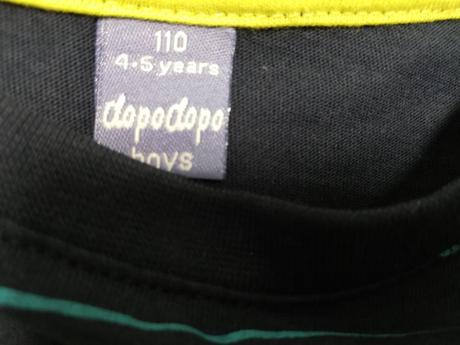 110
4-5 years
dopodopo
boys